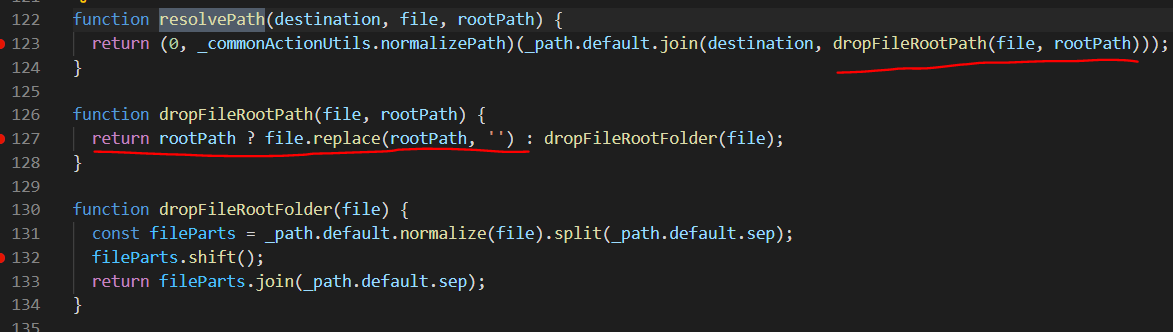 122 function resolvePath(destination, file, rootPath) {
123 return (0, _commonActionUtils.normalizePath)(_path.default.join(destination, dropFileRootPath(file, rootPath)));
124 }
125
126 function dropFileRootPath(file, rootPath) {
127 return rootPath ? file.replace(rootPath, '') : dropFileRootFolder(file);
128 }
129
130 function dropFileRootFolder(file) {
131 const fileParts = _path.default.normalize(file).split(_path.default.sep);
132 fileParts.shift();
133 return fileParts.join(_path.default.sep);
134 }
135